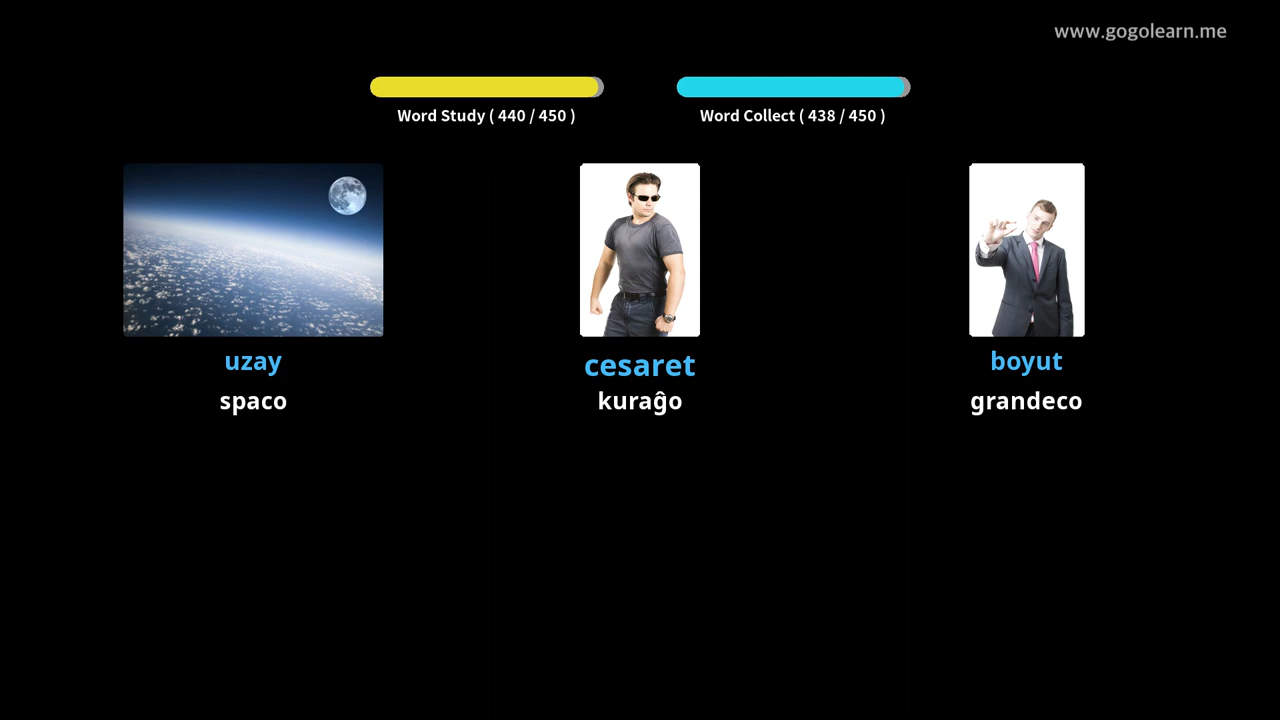 www.gogolearn.me
Word Study ( 440 / 450 )
Word Collect ( 438 / 450 )
uzay
spaco
cesaret
kuraĝo
boyut
grandeco